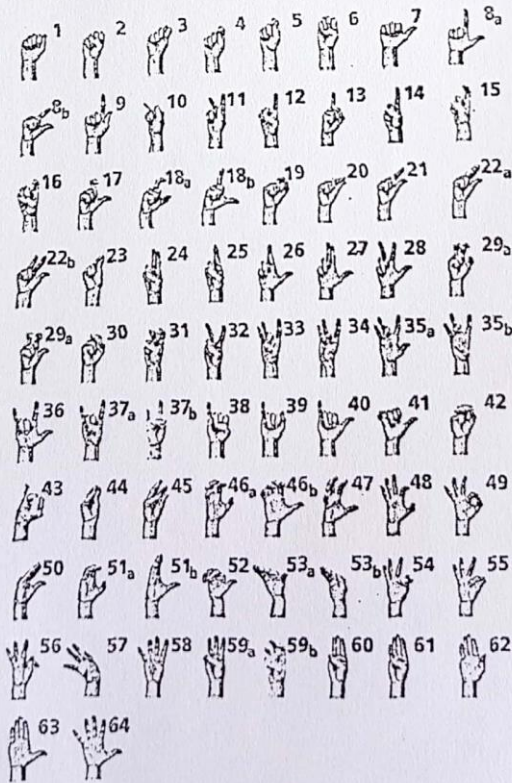 1 2 3 4 5 6 7 8a
8b 9 10 11 12 13 14 15
16 17 18a 18b 19 20 21 22a
22b 23 24 25 26 27 28 29a
29a 30 31 32 33 34 35a 35b
36 37a 37b 38 39 40 41 42
43 44 45 46a 46b 47 48 49
50 51a 51b 52 53a 53b 54 55
56 57 58 59a 59b 60 61 62
63 64